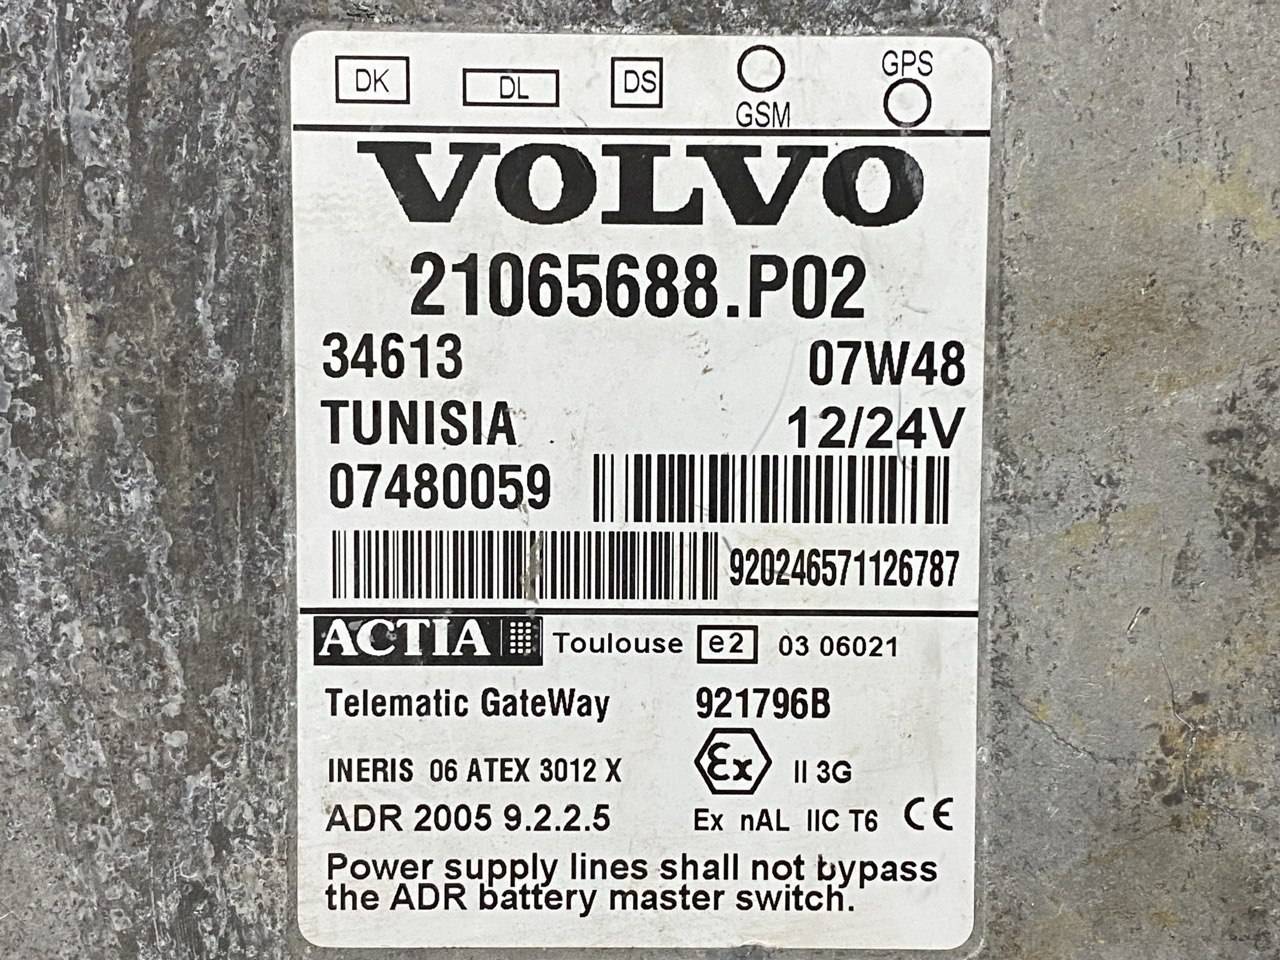 DK DL DS GSM GPS
VOLVO
21065688.P02
34613 07W48
TUNISIA 12/24V
07480059
920246571126787
ACTIA Toulouse e2 03 06021
Telematic GateWay 921796B
INERIS 06 ATEX 3012 X Ex II 3G
ADR 2005 9.2.2.5 Ex nAL IIC T6 CE
Power supply lines shall not bypass
the ADR battery master switch.